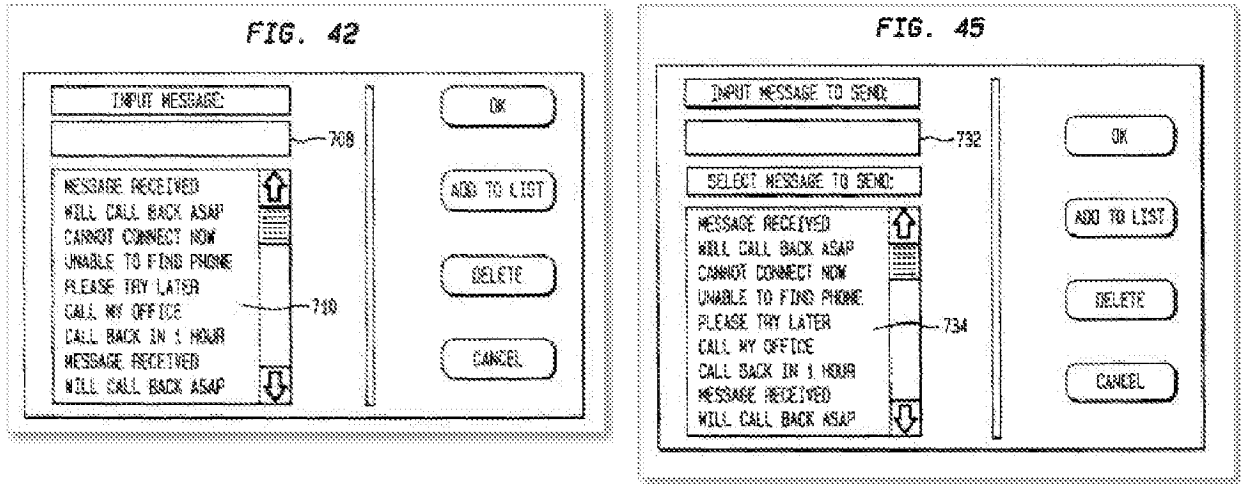 FIG. 42
INPUT MESSAGE:
708
MESSAGE RECEIVED
WILL CALL BACK ASAP
CANNOT CONNECT NOW
UNABLE TO FIND PHONE
PLEASE TRY LATER
CALL MY OFFICE
CALL BACK IN 1 HOUR
MESSAGE RECEIVED
WILL CALL BACK ASAP
710
OK
ADD TO LIST
DELETE
CANCEL
FIG. 45
INPUT MESSAGE TO SEND:
732
SELECT MESSAGE TO SEND:
MESSAGE RECEIVED
WILL CALL BACK ASAP
CANNOT CONNECT NOW
UNABLE TO FIND PHONE
PLEASE TRY LATER
CALL MY OFFICE
CALL BACK IN 1 HOUR
MESSAGE RECEIVED
WILL CALL BACK ASAP
734
OK
ADD TO LIST
DELETE
CANCEL